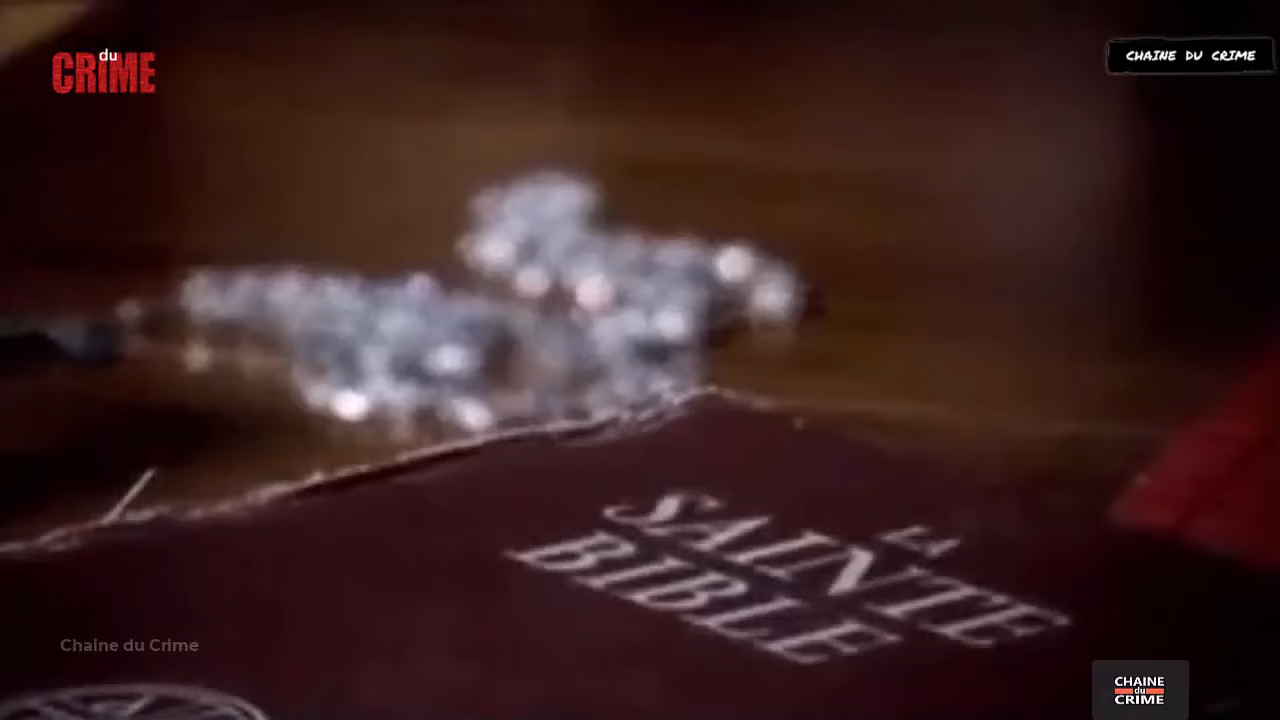 du
CRIME
CHAINE DU CRIME
LA
SAINTE
BIBLE
Chaine du Crime
CHAINE
du
CRIME